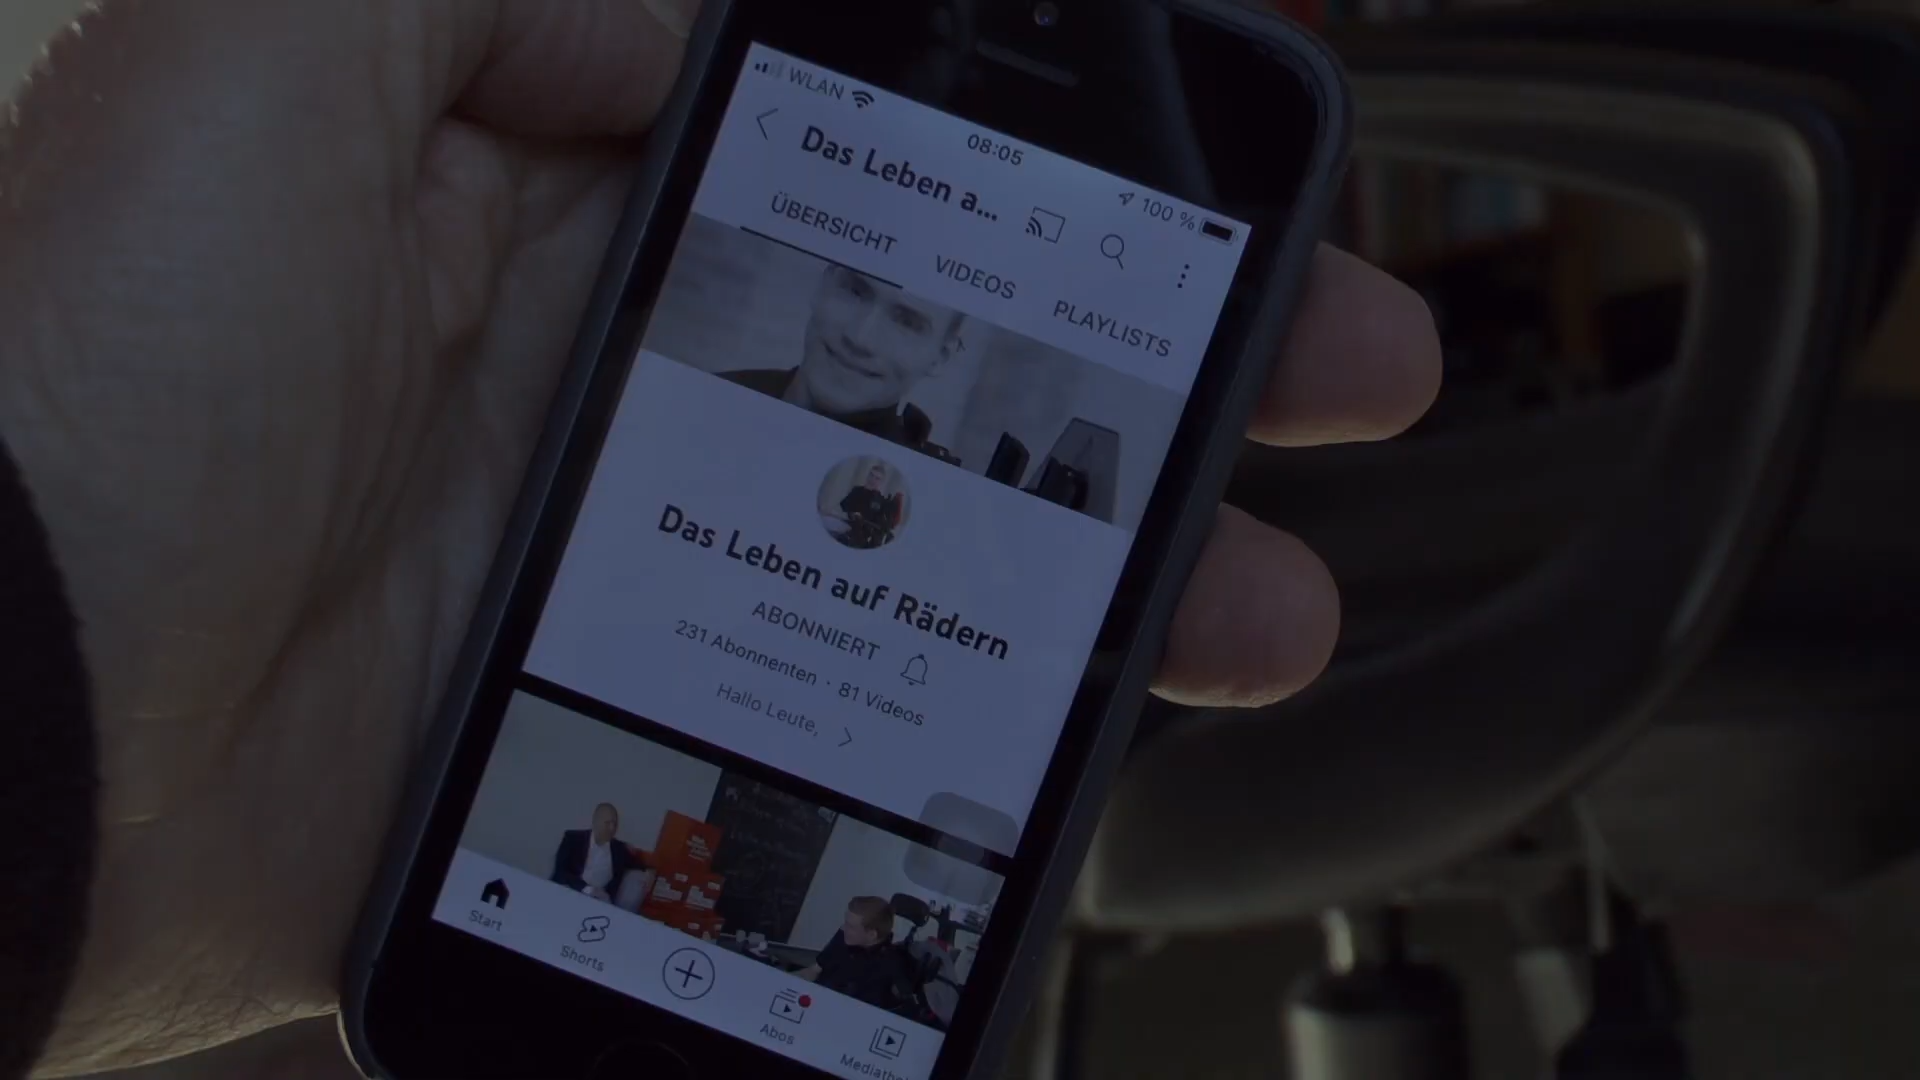 WLAN
08:05
100 %
Das Leben a...
ÜBERSICHT
VIDEOS
PLAYLISTS
Das Leben auf Rädern
ABONNIERT
231 Abonnenten · 81 Videos
Hallo Leute,
Start
Shorts
Abos